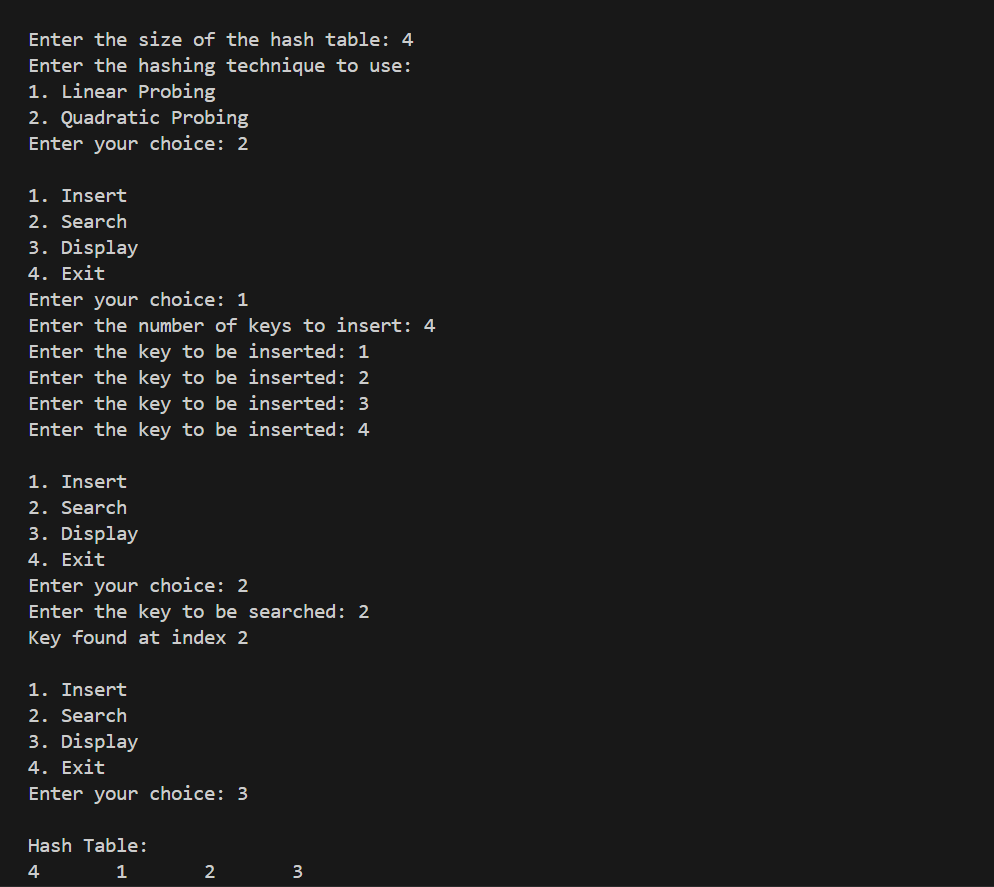 Enter the size of the hash table: 4
Enter the hashing technique to use:
1. Linear Probing
2. Quadratic Probing
Enter your choice: 2
1. Insert
2. Search
3. Display
4. Exit
Enter your choice: 1
Enter the number of keys to insert: 4
Enter the key to be inserted: 1
Enter the key to be inserted: 2
Enter the key to be inserted: 3
Enter the key to be inserted: 4
1. Insert
2. Search
3. Display
4. Exit
Enter your choice: 2
Enter the key to be searched: 2
Key found at index 2
1. Insert
2. Search
3. Display
4. Exit
Enter your choice: 3
Hash Table:
4       1       2       3